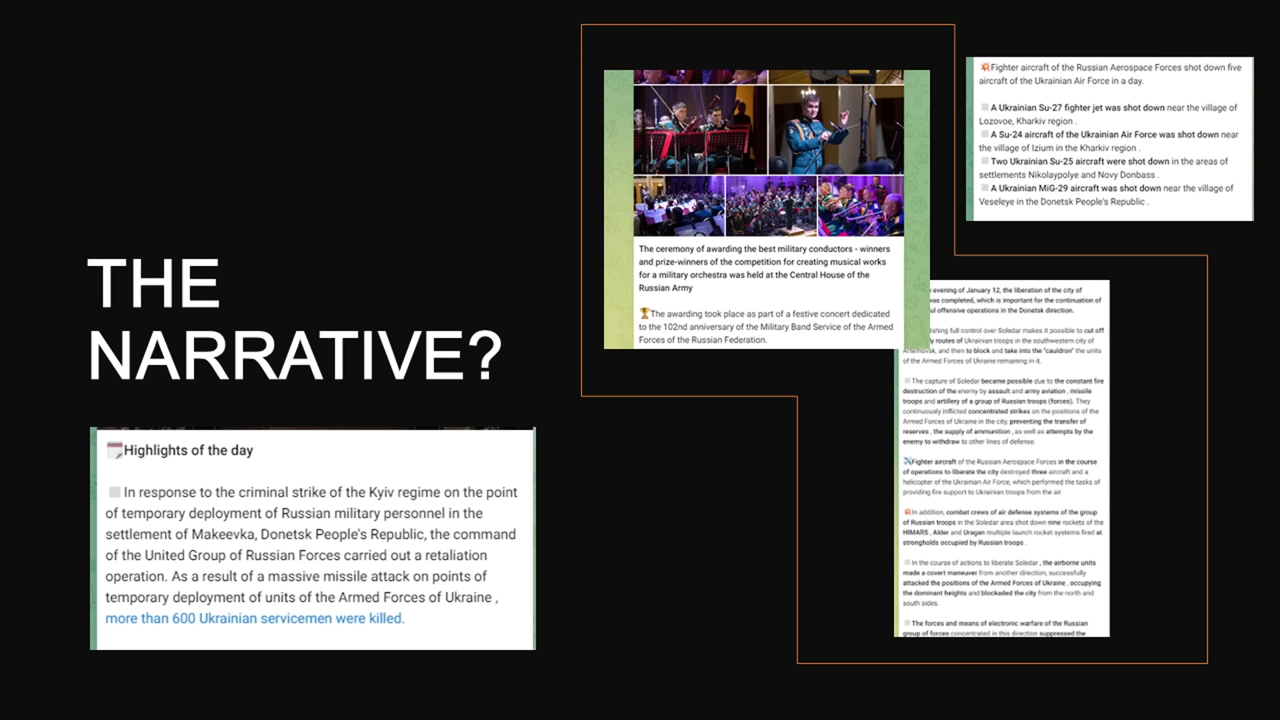 THE
NARRATIVE?
Highlights of the day
In response to the criminal strike of the Kyiv regime on the point
of temporary deployment of Russian military personnel in the
settlement of Makeevka, Donetsk People's Republic, the command
of the United Group of Russian Forces carried out a retaliation
operation. As a result of a massive missile attack on points of
temporary deployment of units of the Armed Forces of Ukraine ,
more than 600 Ukrainian servicemen were killed.
The ceremony of awarding the best military conductors - winners
and prize-winners of the competition for creating musical works
for a military orchestra was held at the Central House of the
Russian Army
The awarding took place as part of a festive concert dedicated
to the 102nd anniversary of the Military Band Service of the Armed
Forces of the Russian Federation.
Fighter aircraft of the Russian Aerospace Forces shot down five
aircraft of the Ukrainian Air Force in a day.
A Ukrainian Su-27 fighter jet was shot down near the village of
Lozovoe, Kharkiv region .
A Su-24 aircraft of the Ukrainian Air Force was shot down near
the village of Izium in the Kharkiv region .
Two Ukrainian Su-25 aircraft were shot down in the areas of
settlements Nikolaypolye and Novy Donbass .
A Ukrainian MiG-29 aircraft was shot down near the village of
Veseleye in the Donetsk People's Republic .
evening of January 12, the liberation of the city of
was completed, which is important for the continuation of
offensive operations in the Donetsk direction.
full control over Soledar makes it possible to cut off
routes of Ukrainian troops in the southwestern city of
Artemovsk, and then to block and take into the "cauldron" the units
of the Armed Forces of Ukraine remaining in it.
The capture of Soledar became possible due to the constant fire
destruction of the enemy by assault and army aviation , missile
troops and artillery of a group of Russian troops (forces). They
continuously inflicted concentrated strikes on the positions of the
Armed Forces of Ukraine in the city, preventing the transfer of
reserves , the supply of ammunition , as well as attempts by the
enemy to withdraw to other lines of defense.
Fighter aircraft of the Russian Aerospace Forces in the course
of operations to liberate the city destroyed three aircraft and a
helicopter of the Ukrainian Air Force, which performed the tasks of
providing fire support to Ukrainian troops from the air.
In addition, combat crews of air defense systems of the group
of Russian troops in the Soledar area shot down nine rockets of the
HIMARS , Alder and Uragan multiple launch rocket systems fired at
strongholds occupied by Russian troops .
In the course of actions to liberate Soledar , the airborne units
made a covert maneuver from another direction, successfully
attacked the positions of the Armed Forces of Ukraine , occupying
the dominant heights and blockaded the city from the north and
south sides.
The forces and means of electronic warfare of the Russian
group of forces concentrated in this direction suppressed the